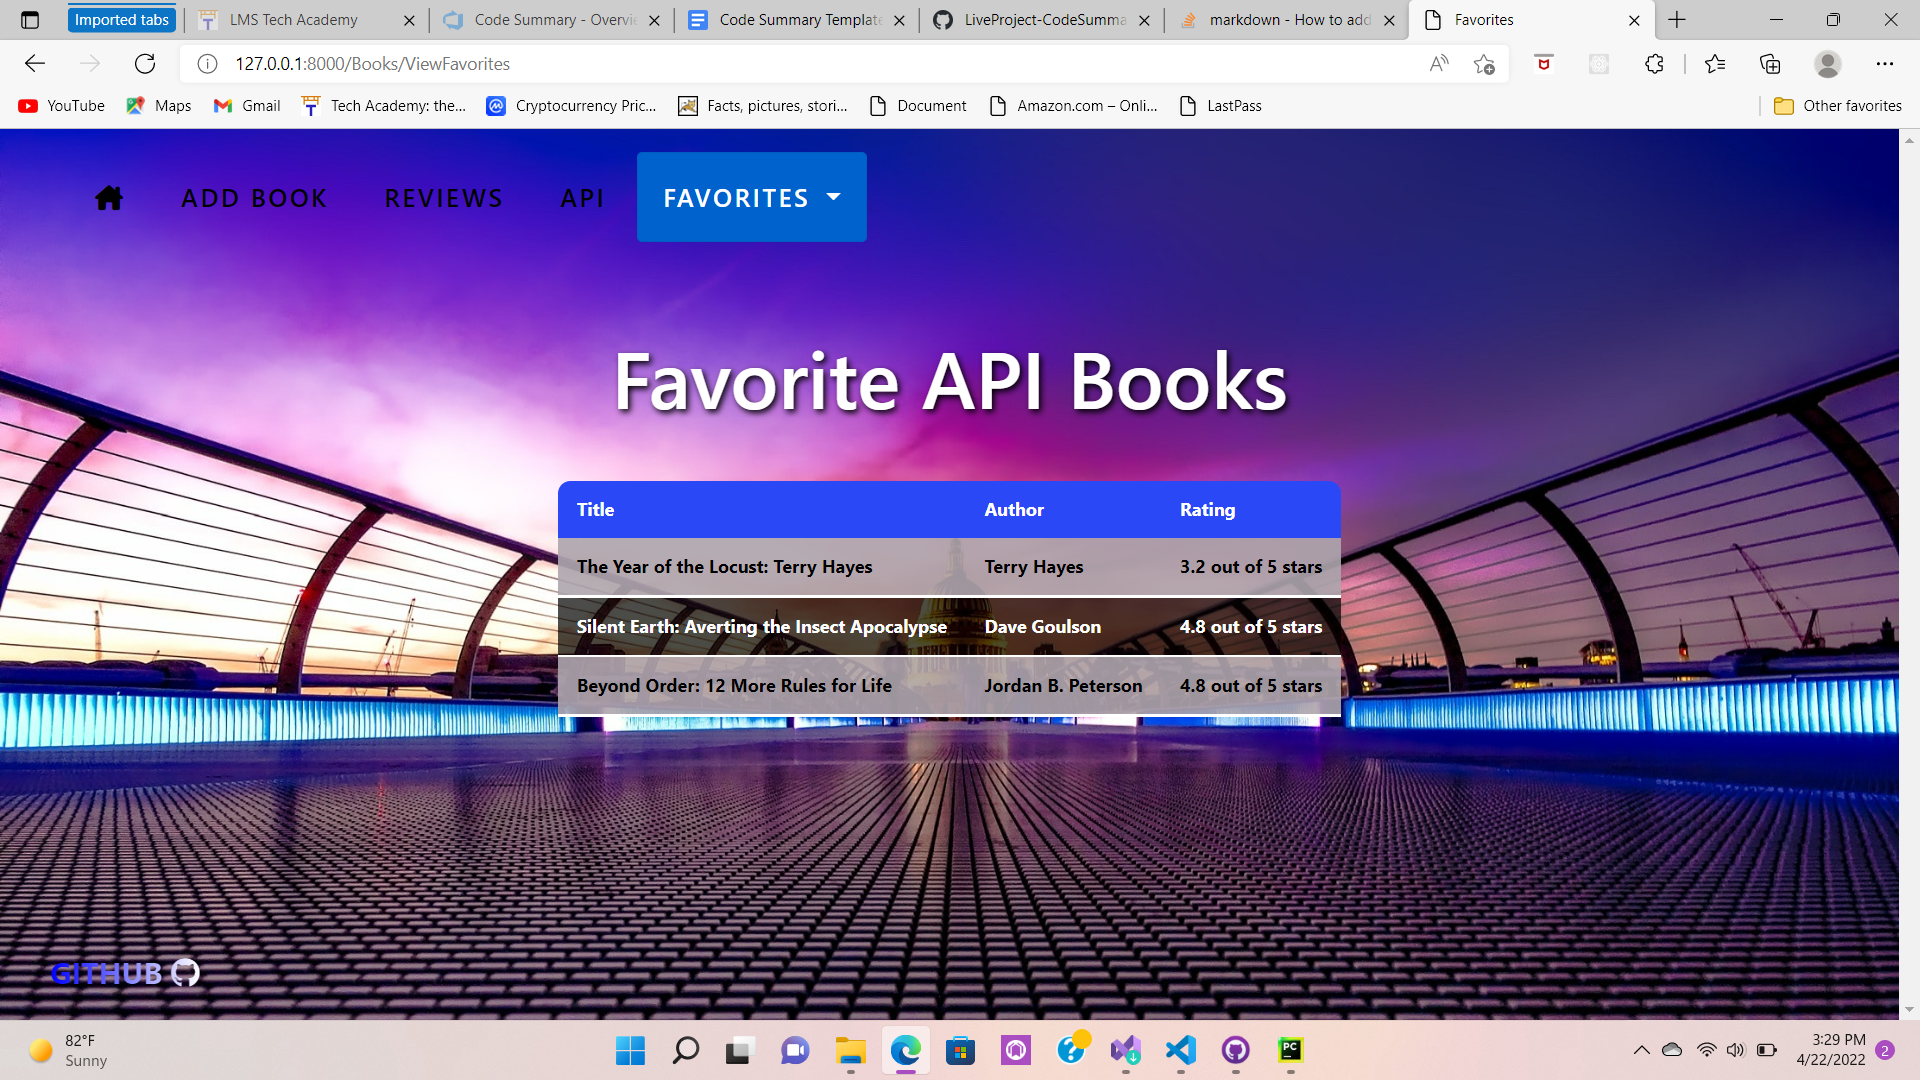 Imported tabs
LMS Tech Academy
Code Summary - Overvie
Code Summary Template
LiveProject-CodeSumma
markdown - How to add
Favorites
127.0.0.1:8000/Books/ViewFavorites
YouTube
Maps
Gmail
Tech Academy: the...
Cryptocurrency Pric...
Facts, pictures, stori...
Document
Amazon.com – Onli...
LastPass
Other favorites
ADD BOOK
REVIEWS
API
FAVORITES
Favorite API Books
Title Author Rating
The Year of the Locust: Terry Hayes Terry Hayes 3.2 out of 5 stars
Silent Earth: Averting the Insect Apocalypse Dave Goulson 4.8 out of 5 stars
Beyond Order: 12 More Rules for Life Jordan B. Peterson 4.8 out of 5 stars
GITHUB
82°F
Sunny
PC
3:29 PM
4/22/2022
2